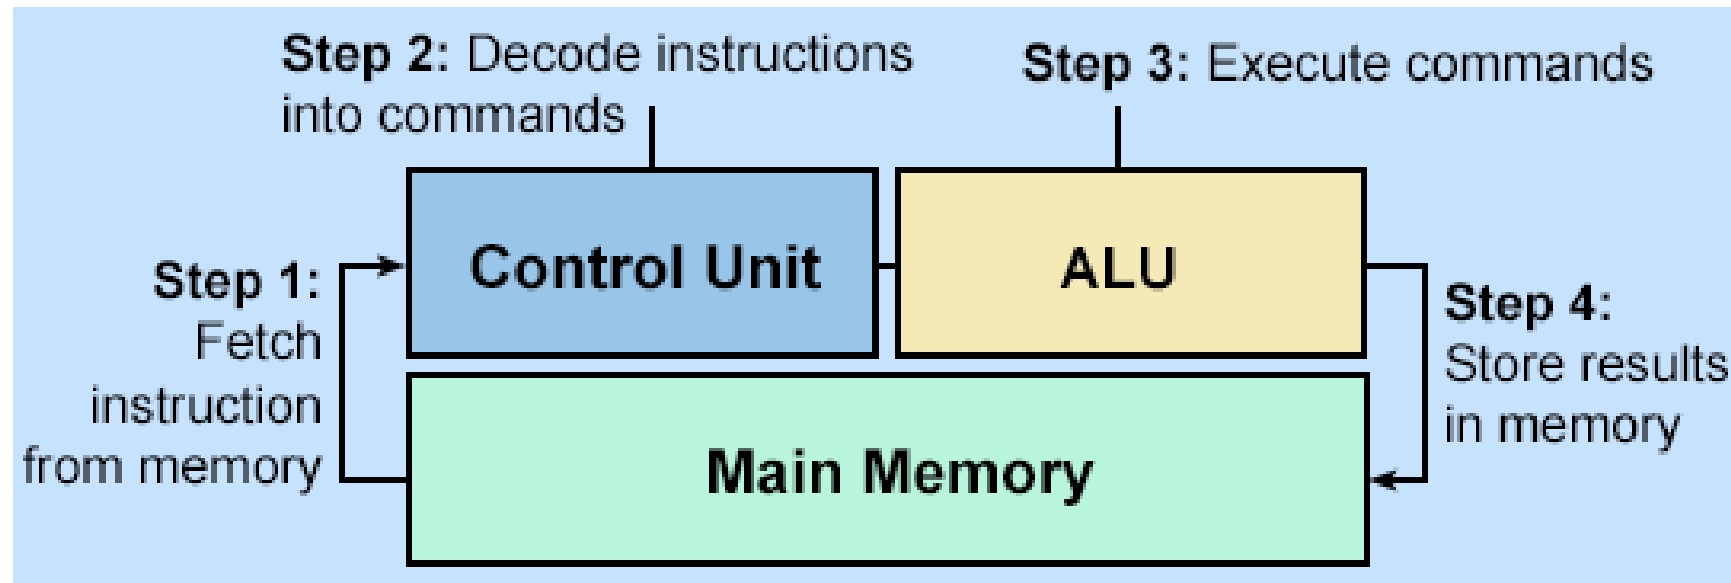 Step 2: Decode instructions
into commands
Step 3: Execute commands
Control Unit
ALU
Step 1:
Fetch
instruction
from memory
Step 4:
Store results
in memory
Main Memory